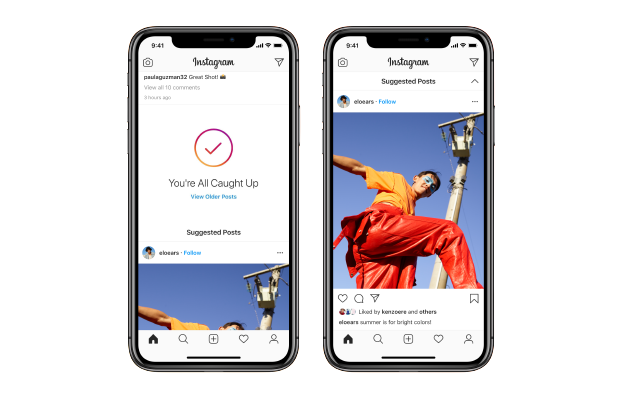 9:41
Instagram
paulaguzman32 Great Shot!
View all 10 comments
3 hours ago
You're All Caught Up
View Older Posts
Suggested Posts
eloears · Follow
9:41
Instagram
Suggested Posts
eloears · Follow
Liked by kenzoere and others
eloears summer is for bright colors!